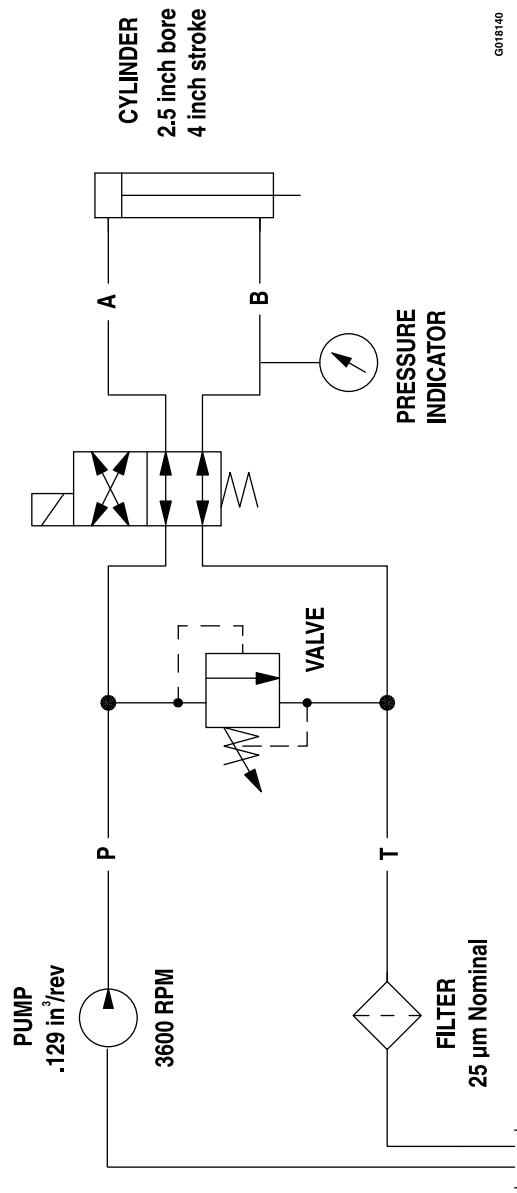 PUMP
.129 in³/rev
3600 RPM
P
FILTER
25 µm Nominal
T
VALVE
A
B
PRESSURE
INDICATOR
CYLINDER
2.5 inch bore
4 inch stroke
G018140